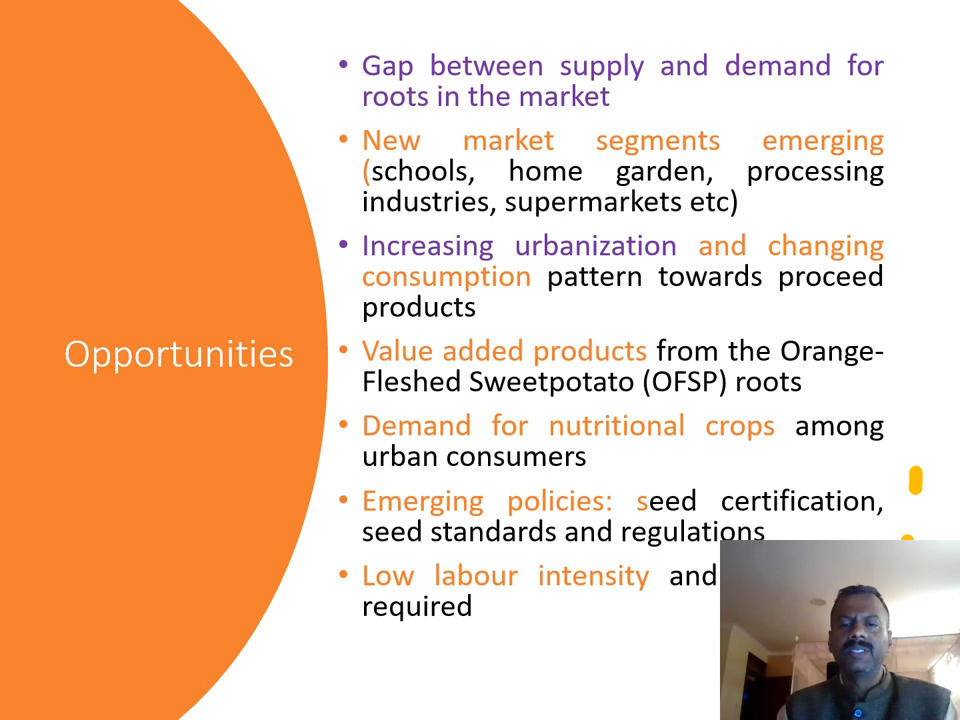 Opportunities
• Gap between supply and demand for
roots in the market
• New market segments emerging
(schools, home garden, processing
industries, supermarkets etc)
• Increasing urbanization and changing
consumption pattern towards proceed
products
• Value added products from the Orange-
Fleshed Sweetpotato (OFSP) roots
• Demand for nutritional crops among
urban consumers
• Emerging policies: seed certification,
seed standards and regulations
• Low labour intensity and
required